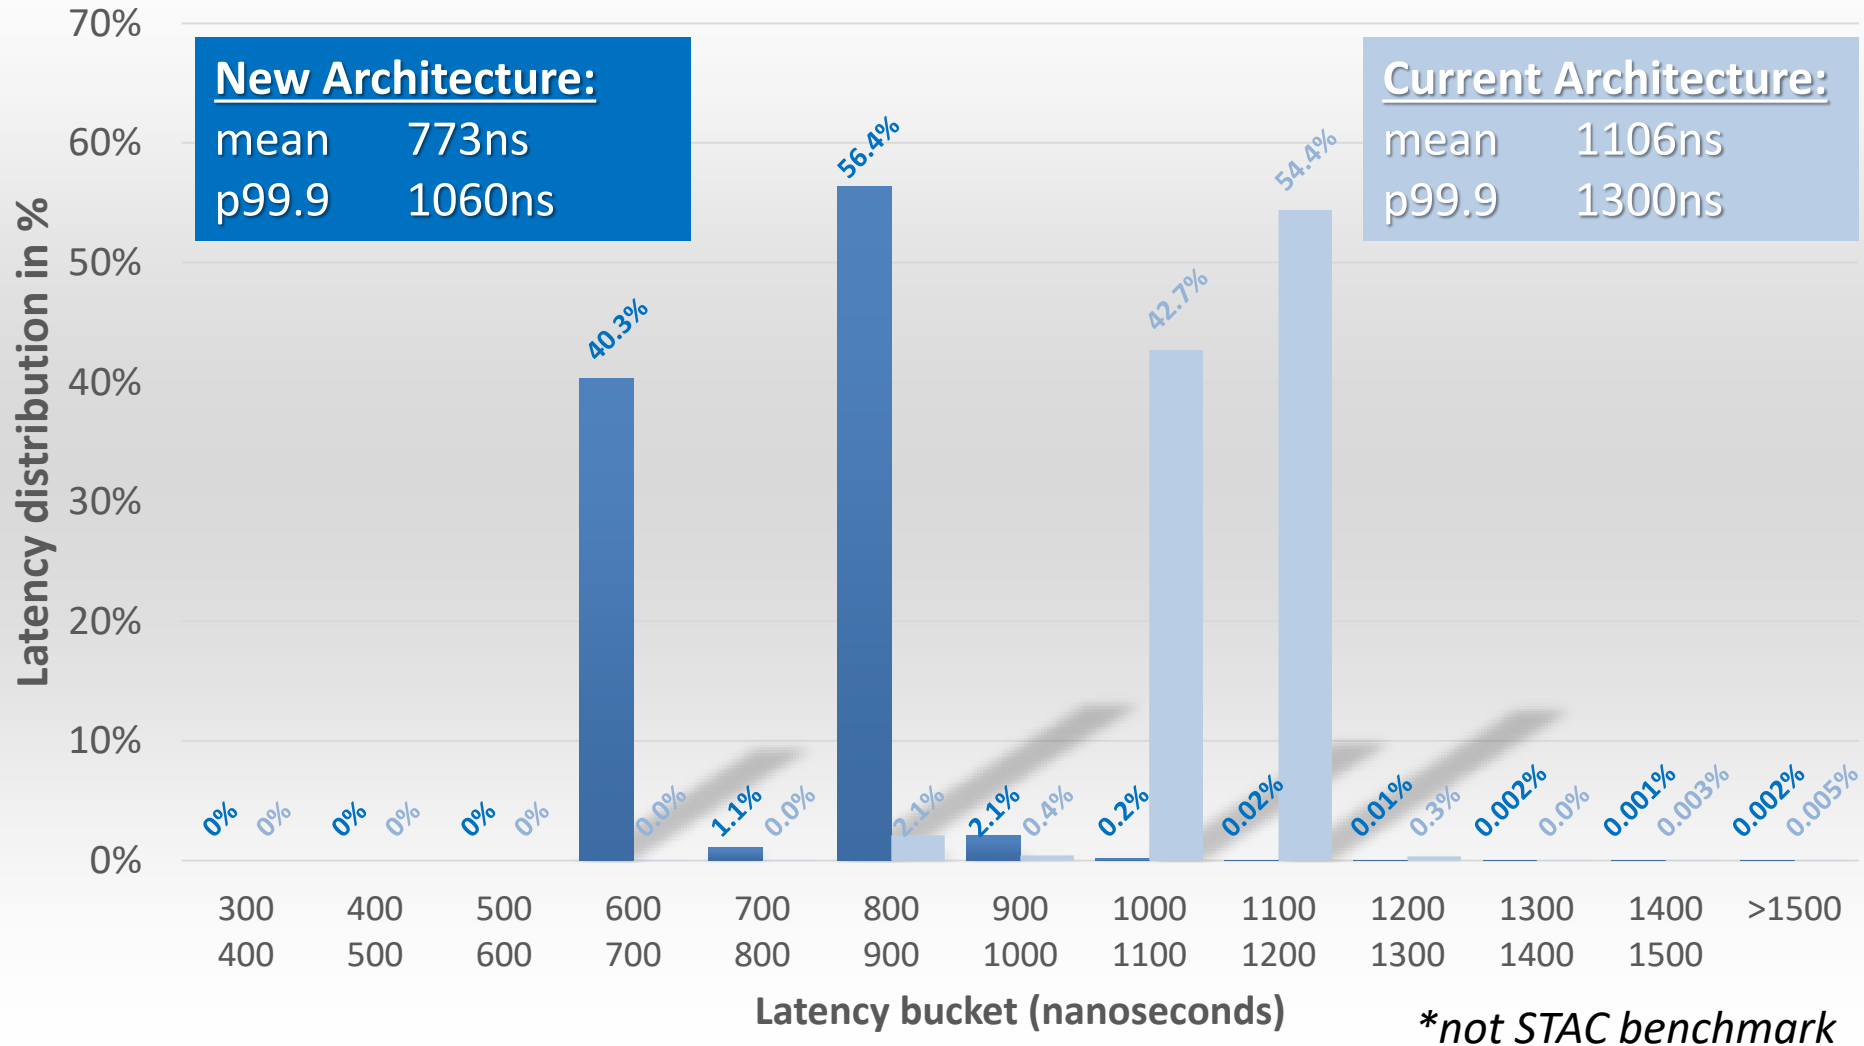 70%
60%
50%
40%
30%
20%
10%
0%
Latency distribution in %
New Architecture:
mean 773ns
p99.9 1060ns
Current Architecture:
mean 1106ns
p99.9 1300ns
0% 0% 0% 0% 0% 0% 40.3% 0.0% 1.1% 0.0% 56.4% 2.1% 2.1% 0.4% 0.2% 42.7% 0.02% 54.4% 0.01% 0.3% 0.002% 0.0% 0.001% 0.003% 0.002% 0.005%
300 400 500 600 700 800 900 1000 1100 1200 1300 1400 >1500
400 500 600 700 800 900 1000 1100 1200 1300 1400 1500
Latency bucket (nanoseconds)
*not STAC benchmark